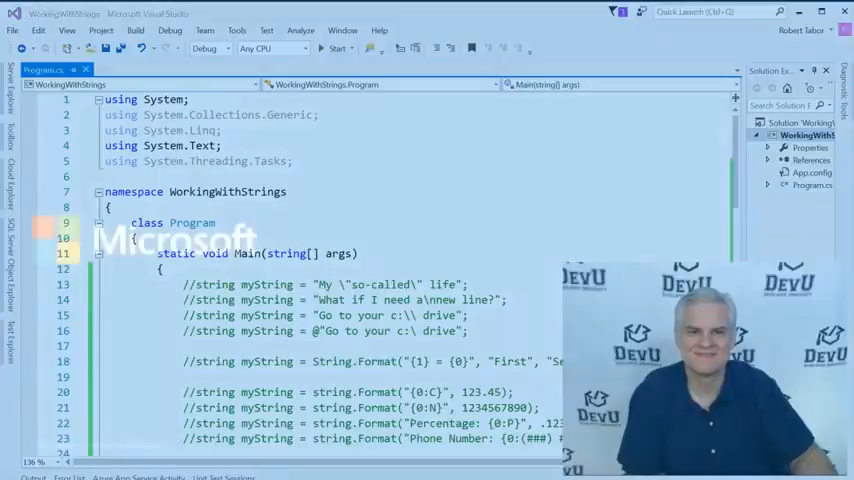 WorkingWithStrings - Microsoft Visual Studio
Quick Launch (Ctrl+Q)
File Edit View Project Build Debug Team Tools Test Analyze Window Help
Robert Tabor
Debug Any CPU Start
Program.cs
WorkingWithStrings WorkingWithStrings.Program Main(string[] args)
1 using System;
2 using System.Collections.Generic;
3 using System.Linq;
4 using System.Text;
5 using System.Threading.Tasks;
6
7 namespace WorkingWithStrings
8 {
9 class Program
10 {
11 static void Main(string[] args)
12 {
13 //string myString = "My \"so-called\" life";
14 //string myString = "What if I need a\nnew line?";
15 //string myString = "Go to your c:\\ drive";
16 //string myString = @"Go to your c:\ drive";
17
18 //string myString = String.Format("{1} = {0}", "First", "Se
19
20 //string myString = string.Format("{0:C}", 123.45);
21 //string myString = string.Format("{0:N}", 1234567890);
22 //string myString = string.Format("Percentage: {0:P}", .123
23 //string myString = string.Format("Phone Number: {0:(###) #
24
Microsoft
Server Explorer
Toolbox
Cloud Explorer
SQL Server Object Explorer
Test Explorer
Solution Ex...
Search Solution Ex
Solution 'WorkingW
WorkingWithS
Properties
References
App.config
Program.cs
Diagnostic Tools
DEVU
DEVU
DEVU
DEVU
DEVU
DEVU
DEVU
136 %
Output Error List Azure App Service Activity Unit Test Sessions